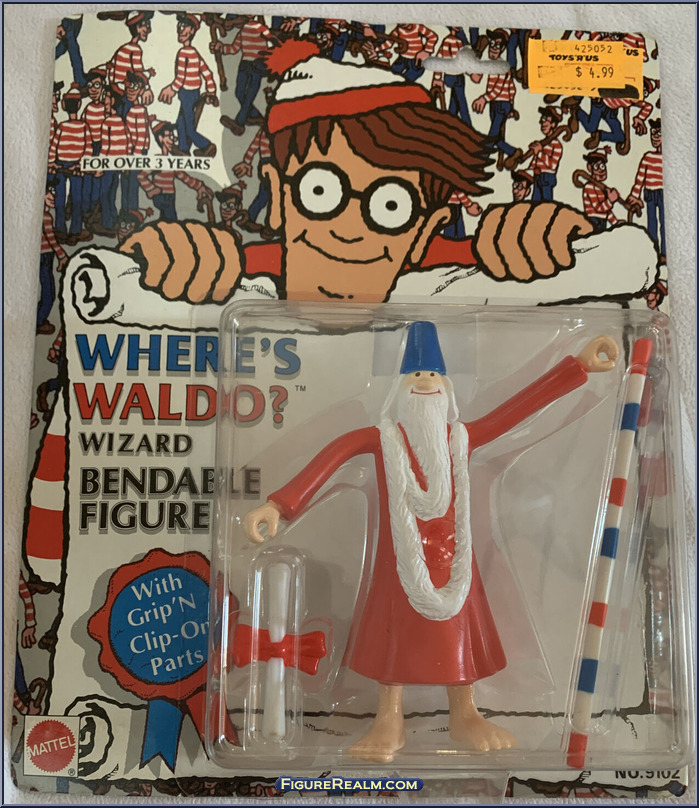 425052
TOYS R US
$ 4.99
US
FOR OVER 3 YEARS
WHERE'S
WALDO?™
WIZARD
BENDABLE
FIGURE
With
Grip'N
Clip-On
Parts
MATTEL®
NO.9102
FIGUREREALM.COM